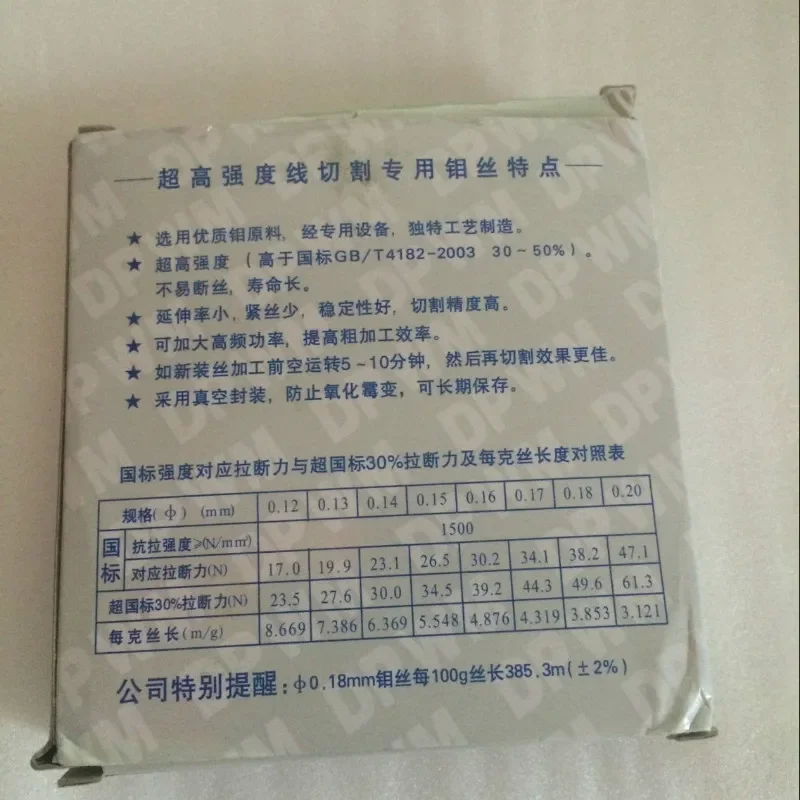 超高强度线切割专用钼丝特点
★ 选用优质钼原料，经专用设备，独特工艺制造。
★ 超高强度（高于国标GB/T4182-2003 30~50%）。
不易断丝，寿命长。
★ 延伸率小，紧丝少，稳定性好，切割精度高。
★ 可加大高频功率，提高粗加工效率。
★ 如新装丝加工前空运转5~10分钟，然后再切割效果更佳。
★ 采用真空封装，防止氧化霉变，可长期保存。
国标强度对应拉断力与超国标30%拉断力及每克丝长度对照表
规格(φ) (mm) 0.12 0.13 0.14 0.15 0.16 0.17 0.18 0.20
国标 抗拉强度≥(N/mm²) 1500
对应拉断力(N) 17.0 19.9 23.1 26.5 30.2 34.1 38.2 47.1
超国标30%拉断力(N) 23.5 27.6 30.0 34.5 39.2 44.3 49.6 61.3
每克丝长(m/g) 8.669 7.386 6.369 5.548 4.876 4.319 3.853 3.121
公司特别提醒：φ0.18mm钼丝每100g丝长385.3m(±2%)
DPWM